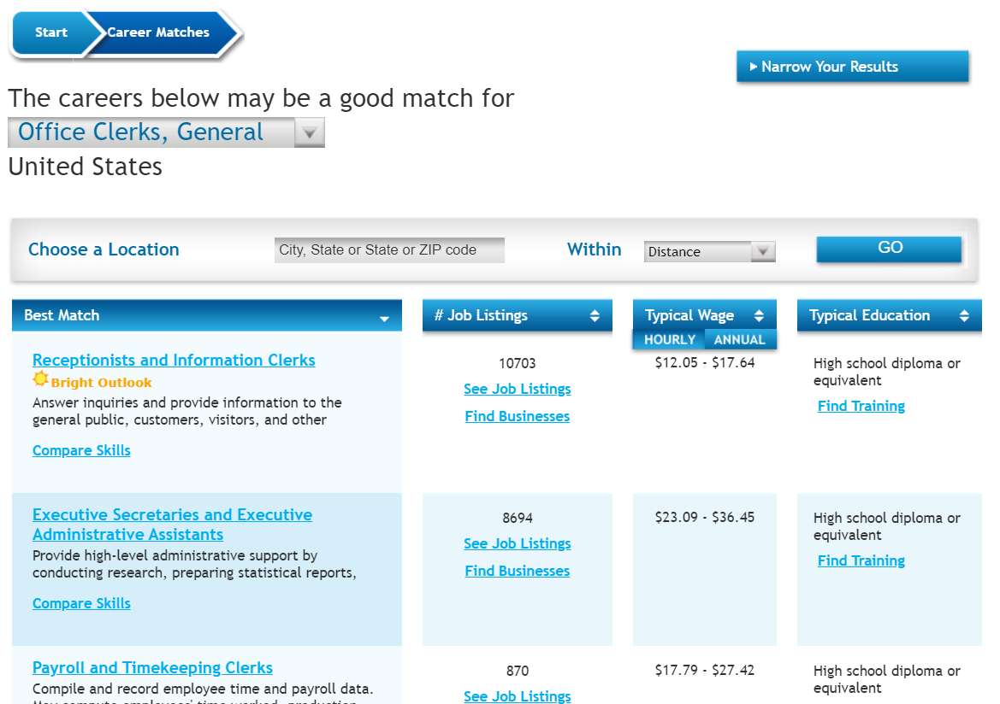 Start
Career Matches
Narrow Your Results
The careers below may be a good match for
Office Clerks, General
United States
Choose a Location
City, State or State or ZIP code
Within
Distance
GO
Best Match
# Job Listings
Typical Wage
Typical Education
HOURLY
ANNUAL
Receptionists and Information Clerks
Bright Outlook
Answer inquiries and provide information to the
general public, customers, visitors, and other
Compare Skills
10703
See Job Listings
Find Businesses
$12.05 - $17.64
High school diploma or
equivalent
Find Training
Executive Secretaries and Executive
Administrative Assistants
Provide high-level administrative support by
conducting research, preparing statistical reports,
Compare Skills
8694
See Job Listings
Find Businesses
$23.09 - $36.45
High school diploma or
equivalent
Find Training
Payroll and Timekeeping Clerks
Compile and record employee time and payroll data.
May compute employees' time worked, production,
870
See Job Listings
$17.79 - $27.42
High school diploma or
equivalent